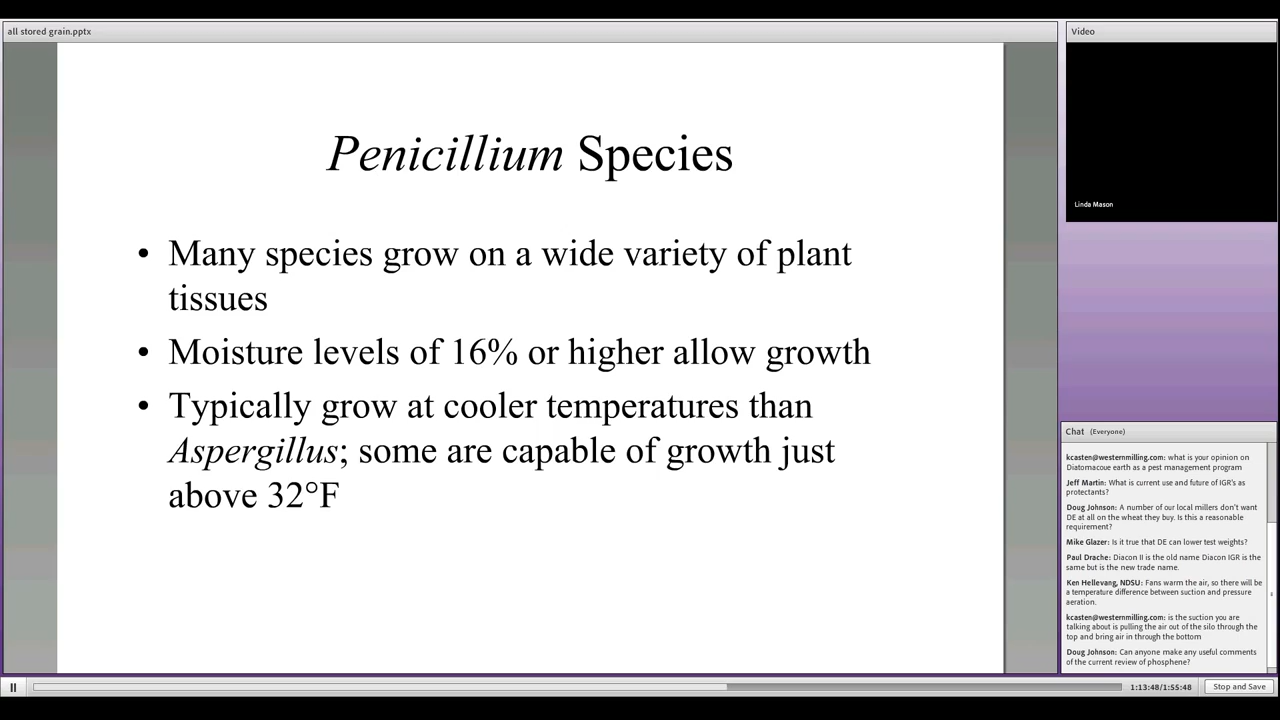 all stored grain.pptx
Penicillium Species
• Many species grow on a wide variety of plant
tissues
• Moisture levels of 16% or higher allow growth
• Typically grow at cooler temperatures than
Aspergillus; some are capable of growth just
above 32°F
Video
Linda Mason
Chat (Everyone)
kcasten@westernmilling.com: what is your opinion on
Diatomacoue earth as a pest management program
Jeff Martin: What is current use and future of IGR's as
protectants?
Doug Johnson: A number of our local millers don't want
DE at all on the wheat they buy. Is this a reasonable
requirement?
Mike Glazer: Is it true that DE can lower test weights?
Paul Drache: Diacon II is the old name Diacon IGR is the
same but is the new trade name.
Ken Hellevang, NDSU: Fans warm the air, so there will be
a temperature difference between suction and pressure
aeration.
kcasten@westernmilling.com: is the suction you are
talking about is pulling the air out of the silo through the
top and bring air in through the bottom
Doug Johnson: Can anyone make any useful comments
of the current review of phosphene?
1:13:48/1:55:48
Stop and Save